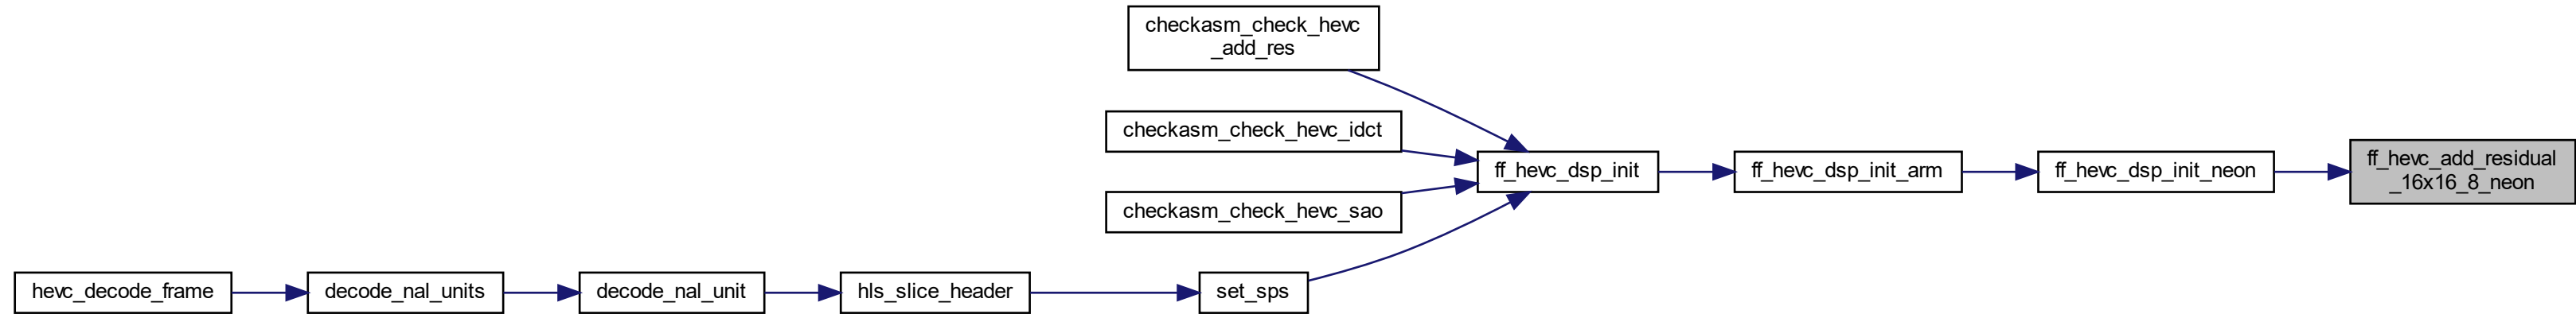 checkasm_check_hevc
_add_res
checkasm_check_hevc_idct
checkasm_check_hevc_sao
hevc_decode_frame
decode_nal_units
decode_nal_unit
hls_slice_header
set_sps
ff_hevc_dsp_init
ff_hevc_dsp_init_arm
ff_hevc_dsp_init_neon
ff_hevc_add_residual
_16x16_8_neon